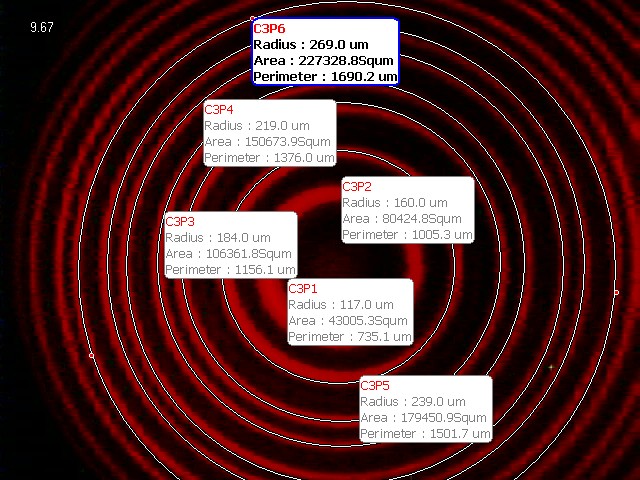 9.67
C3P6
Radius : 269.0 um
Area : 227328.8Squm
Perimeter : 1690.2 um
C3P4
Radius : 219.0 um
Area : 150673.9Squm
Perimeter : 1376.0 um
C3P2
Radius : 160.0 um
Area : 80424.8Squm
Perimeter : 1005.3 um
C3P3
Radius : 184.0 um
Area : 106361.8Squm
Perimeter : 1156.1 um
C3P1
Radius : 117.0 um
Area : 43005.3Squm
Perimeter : 735.1 um
C3P5
Radius : 239.0 um
Area : 179450.9Squm
Perimeter : 1501.7 um